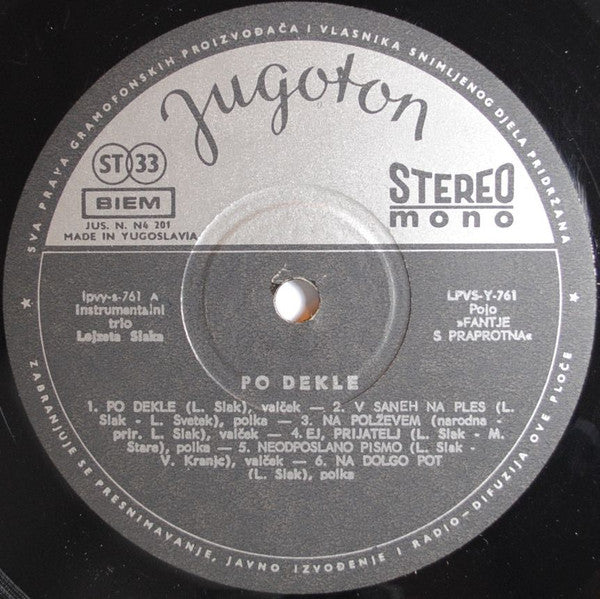 SVA PRAVA GRAMOFONSKIH PROIZVOĐAČA I VLASNIKA SNIMLJENOG DJELA PRIDRŽANA
Jugoton
ST 33
BIEM
JUS. N. N4 201
MADE IN YUGOSLAVIA
STEREO
mono
lpvy-s-761 A
Instrumentalni
trio
Lojzeta Slaka
LPVS-Y-761
Pojo
»FANTJE
S PRAPROTNA«
PO DEKLE
1. PO DEKLE (L. Slak), valček — 2. V SANEH NA PLES (L.
Slak - L. Svetek), polka — 3. NA POLŽEVEM (narodna -
prir. L. Slak), valček — 4. EJ, PRIJATELJ (L. Slak - M.
Stare), polka — 5. NEODPOSLANO PISMO (L. Slak -
V. Kranjc), valček — 6. NA DOLGO POT
(L. Slak), polka
ZABRANJUJE SE PRESNIMAVANJE, JAVNO IZVOĐENJE I RADIO-DIFUZIJA OVE PLOČE